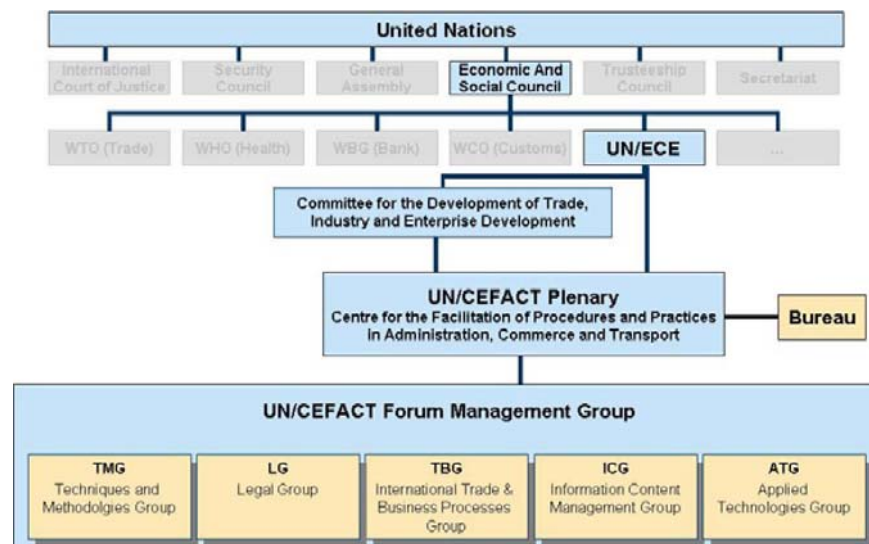 United Nations
International
Court of Justice
Security
Council
General
Assembly
Economic And
Social Council
Trusteeship
Council
Secretariat
WTO (Trade)
WHO (Health)
WBG (Bank)
WCO (Customs)
UN/ECE
...
Committee for the Development of Trade,
Industry and Enterprise Development
UN/CEFACT Plenary
Centre for the Facilitation of Procedures and Practices
in Administration, Commerce and Transport
Bureau
UN/CEFACT Forum Management Group
TMG
Techniques and
Methodolgies Group
LG
Legal Group
TBG
International Trade &
Business Processes
Group
ICG
Information Content
Management Group
ATG
Applied
Technologies Group